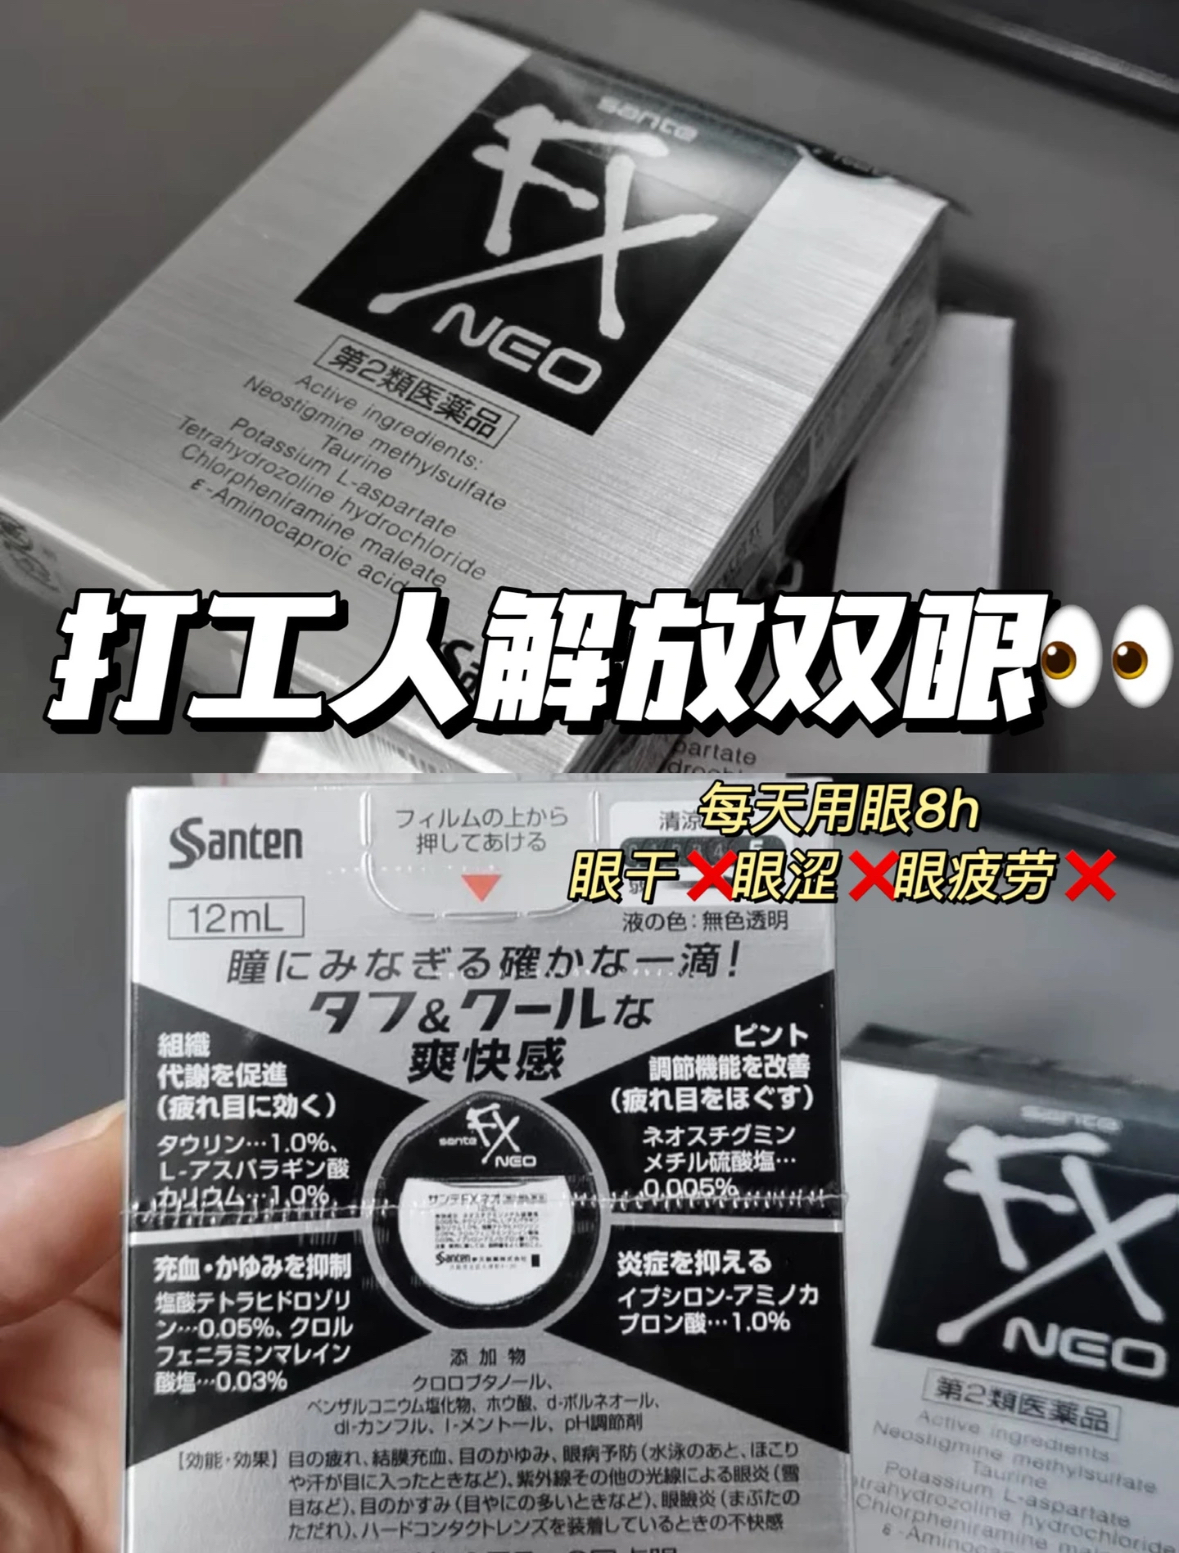 sante
FX
NEO
第2類医薬品
Active ingredients:
Neostigmine methylsulfate
Taurine
Potassium L-aspartate
Tetrahydrozoline hydrochloride
Chlorpheniramine maleate
ε-Aminocaproic acid
打工人解放双眼👀
partate
每天用眼8h
眼干❌眼涩❌眼疲劳❌
Santen
フィルムの上から
押してあける
清涼
12mL
液の色：無色透明
瞳にみなぎる確かな一滴！
タフ&クールな
爽快感
組織
代謝を促進
（疲れ目に効く）
タウリン…1.0%、
L-アスパラギン酸
カリウム…1.0%
ピント
調節機能を改善
（疲れ目をほぐす）
ネオスチグミン
メチル硫酸塩…
0.005%
sante
FX
NEO
サンテFXネオ
Santen
充血・かゆみを抑制
塩酸テトラヒドロゾリ
ン…0.05%、クロル
フェニラミンマレイン
酸塩…0.03%
炎症を抑える
イプシロン-アミノカ
プロン酸…1.0%
添加物
クロロブタノール、
ベンザルコニウム塩化物、ホウ酸、d-ボルネオール、
dl-カンフル、l-メントール、pH調節剤
【効能・効果】目の疲れ、結膜充血、目のかゆみ、眼病予防（水泳のあと、ほこり
や汗が目に入ったときなど）、紫外線その他の光線による眼炎（雪
目など）、目のかすみ（目やにの多いときなど）、眼瞼炎（まぶたの
ただれ）、ハードコンタクトレンズを装着しているときの不快感
sante
FX
NEO
第2類医薬品
Active ingredients
Neostigmine methylsulfate
Taurine
Potassium L-aspartate
trahydrozoline hydrochloride
Chlorpheniramine
ε-Aminoca